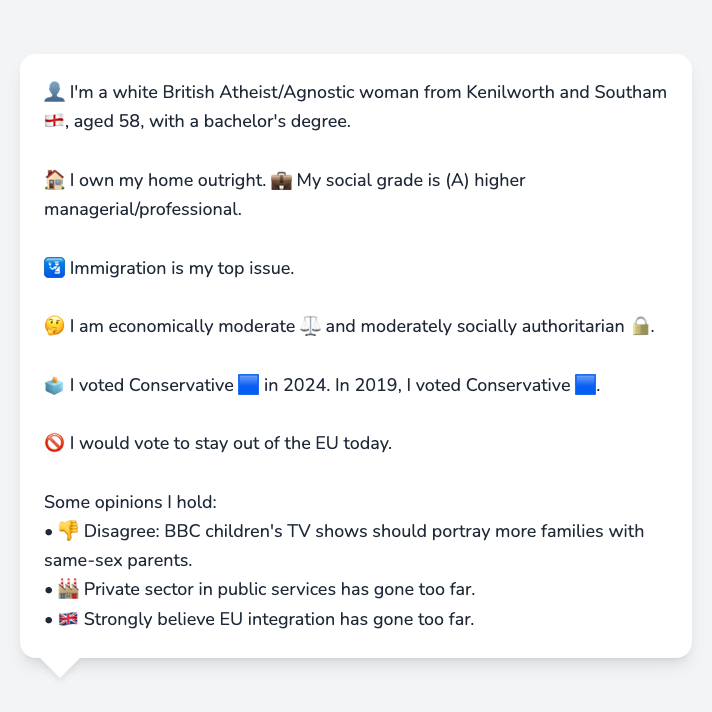 👤 I'm a white British Atheist/Agnostic woman from Kenilworth and Southam
🏴󠁧󠁢󠁥󠁮󠁧󠁿, aged 58, with a bachelor's degree.
🏠 I own my home outright. 💼 My social grade is (A) higher
managerial/professional.
🛂 Immigration is my top issue.
🤔 I am economically moderate ⚖️ and moderately socially authoritarian 🔒.
🗳️ I voted Conservative 🟦 in 2024. In 2019, I voted Conservative 🟦.
🚫 I would vote to stay out of the EU today.
Some opinions I hold:
• 👎 Disagree: BBC children's TV shows should portray more families with
same-sex parents.
• 🏭 Private sector in public services has gone too far.
• 🇬🇧 Strongly believe EU integration has gone too far.